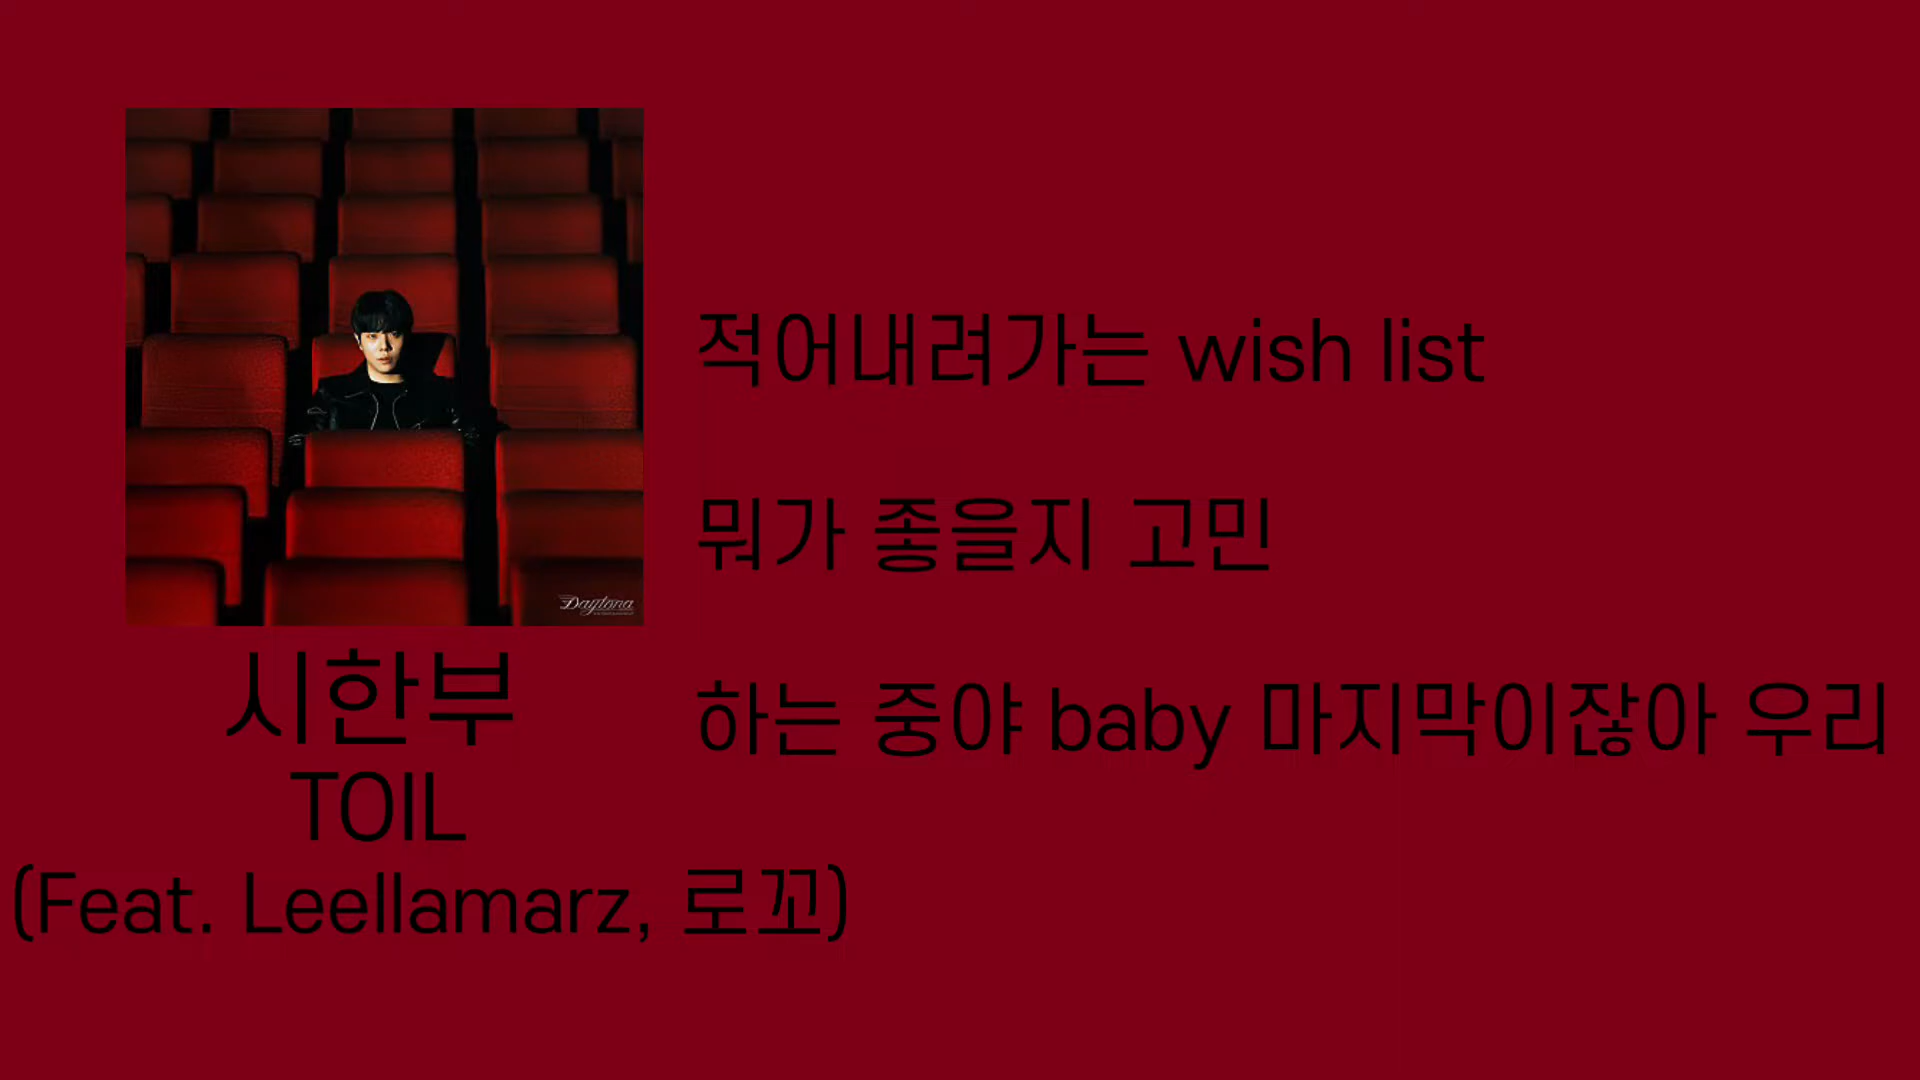 적어내려가는 wish list
뭐가 좋을지 고민
하는 중야 baby 마지막이잖아 우리
Daytona
시한부
TOIL
(Feat. Leellamarz, 로꼬)